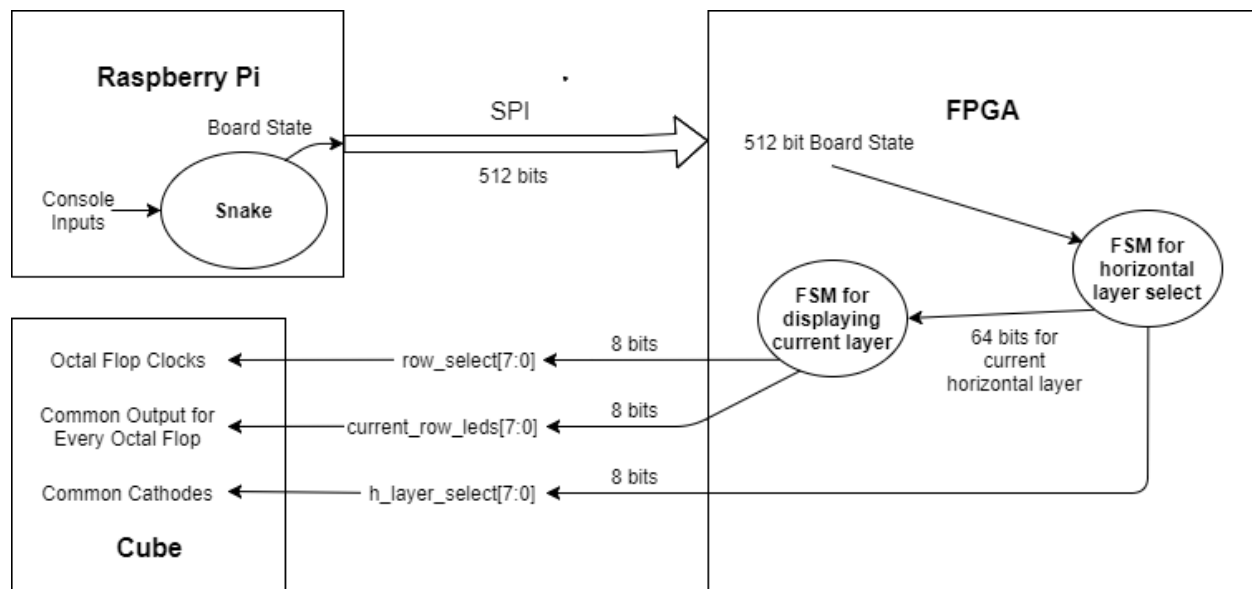 Raspberry Pi
Board State
Console
Inputs
Snake
SPI
512 bits
FPGA
512 bit Board State
FSM for
horizontal
layer select
FSM for
displaying
current layer
64 bits for
current
horizontal layer
Octal Flop Clocks
row_select[7:0]
8 bits
Common Output for
Every Octal Flop
current_row_leds[7:0]
8 bits
Common Cathodes
h_layer_select[7:0]
8 bits
Cube